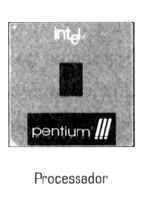 intel
pentium III
Processador